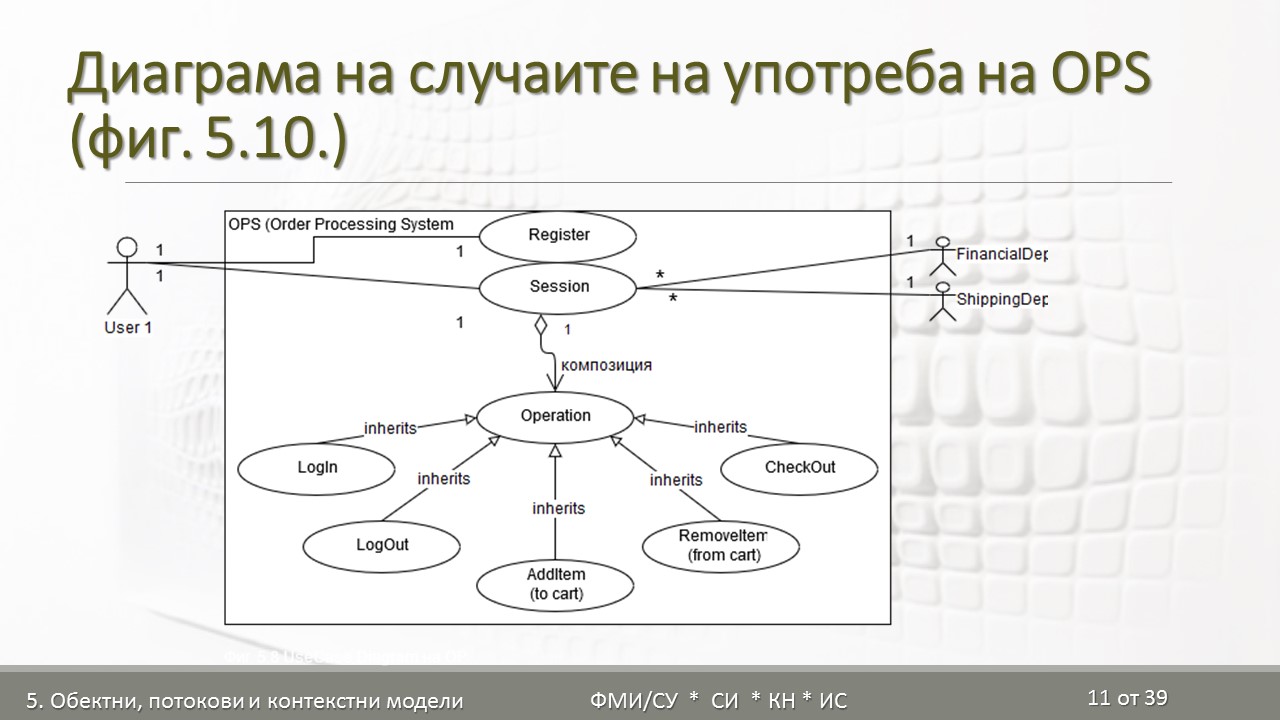 Диаграма на случаите на употреба на OPS
(фиг. 5.10.)
OPS (Order Processing System
Register
1
1
1
1
User 1
Session
1
*
*
1
FinancialDep
1
ShippingDep
1
композиция
Operation
inherits
inherits
inherits
inherits
inherits
LogIn
CheckOut
LogOut
RemoveItem
(from cart)
AddItem
(to cart)
5. Обектни, потокови и контекстни модели
ФМИ/СУ * СИ * КН * ИС
11 от 39